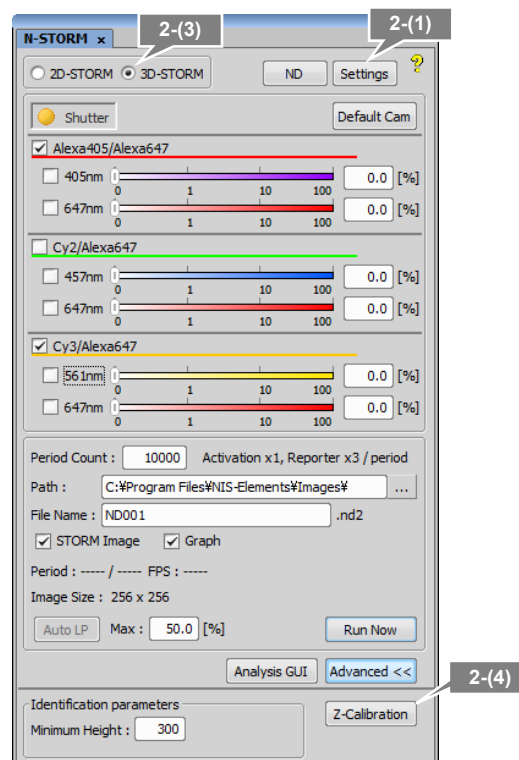 2-(3)
2-(1)
N-STORM x
2D-STORM 3D-STORM ND Settings ?
Shutter Default Cam
Alexa405/Alexa647
405nm 0.0 [%]
0 1 10 100
647nm 0.0 [%]
0 1 10 100
Cy2/Alexa647
457nm 0.0 [%]
0 1 10 100
647nm 0.0 [%]
0 1 10 100
Cy3/Alexa647
561nm 0.0 [%]
0 1 10 100
647nm 0.0 [%]
0 1 10 100
Period Count : 10000 Activation x1, Reporter x3 / period
Path : C:¥Program Files¥NIS-Elements¥Images¥ ...
File Name : ND001 .nd2
STORM Image Graph
Period : ----- / ----- FPS : -----
Image Size : 256 x 256
Auto LP Max : 50.0 [%] Run Now
Analysis GUI Advanced <<
2-(4)
Identification parameters
Minimum Height : 300
Z-Calibration